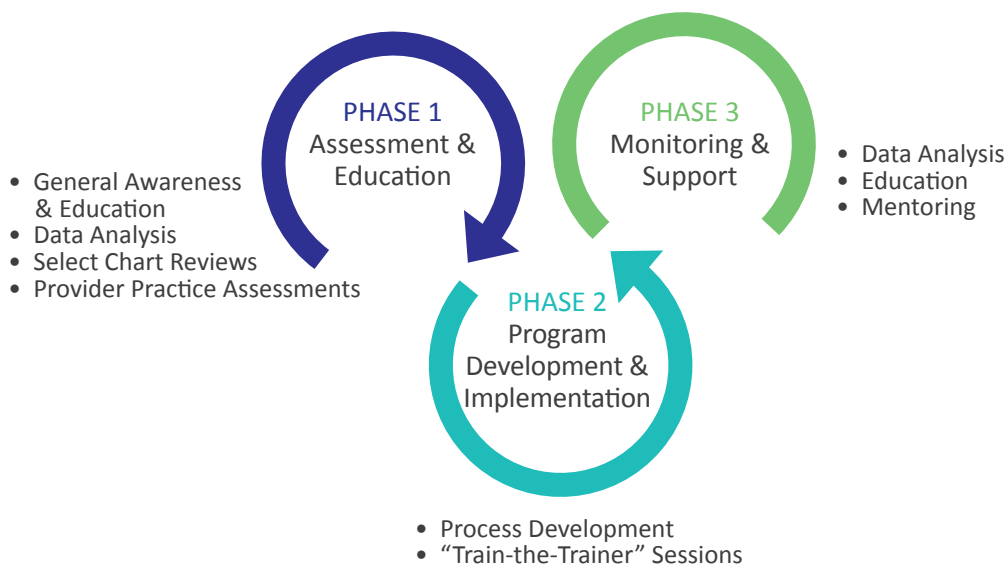 PHASE 1
Assessment &
Education
• General Awareness
& Education
• Data Analysis
• Select Chart Reviews
• Provider Practice Assessments
PHASE 2
Program
Development &
Implementation
• Process Development
• “Train-the-Trainer” Sessions
PHASE 3
Monitoring &
Support
• Data Analysis
• Education
• Mentoring